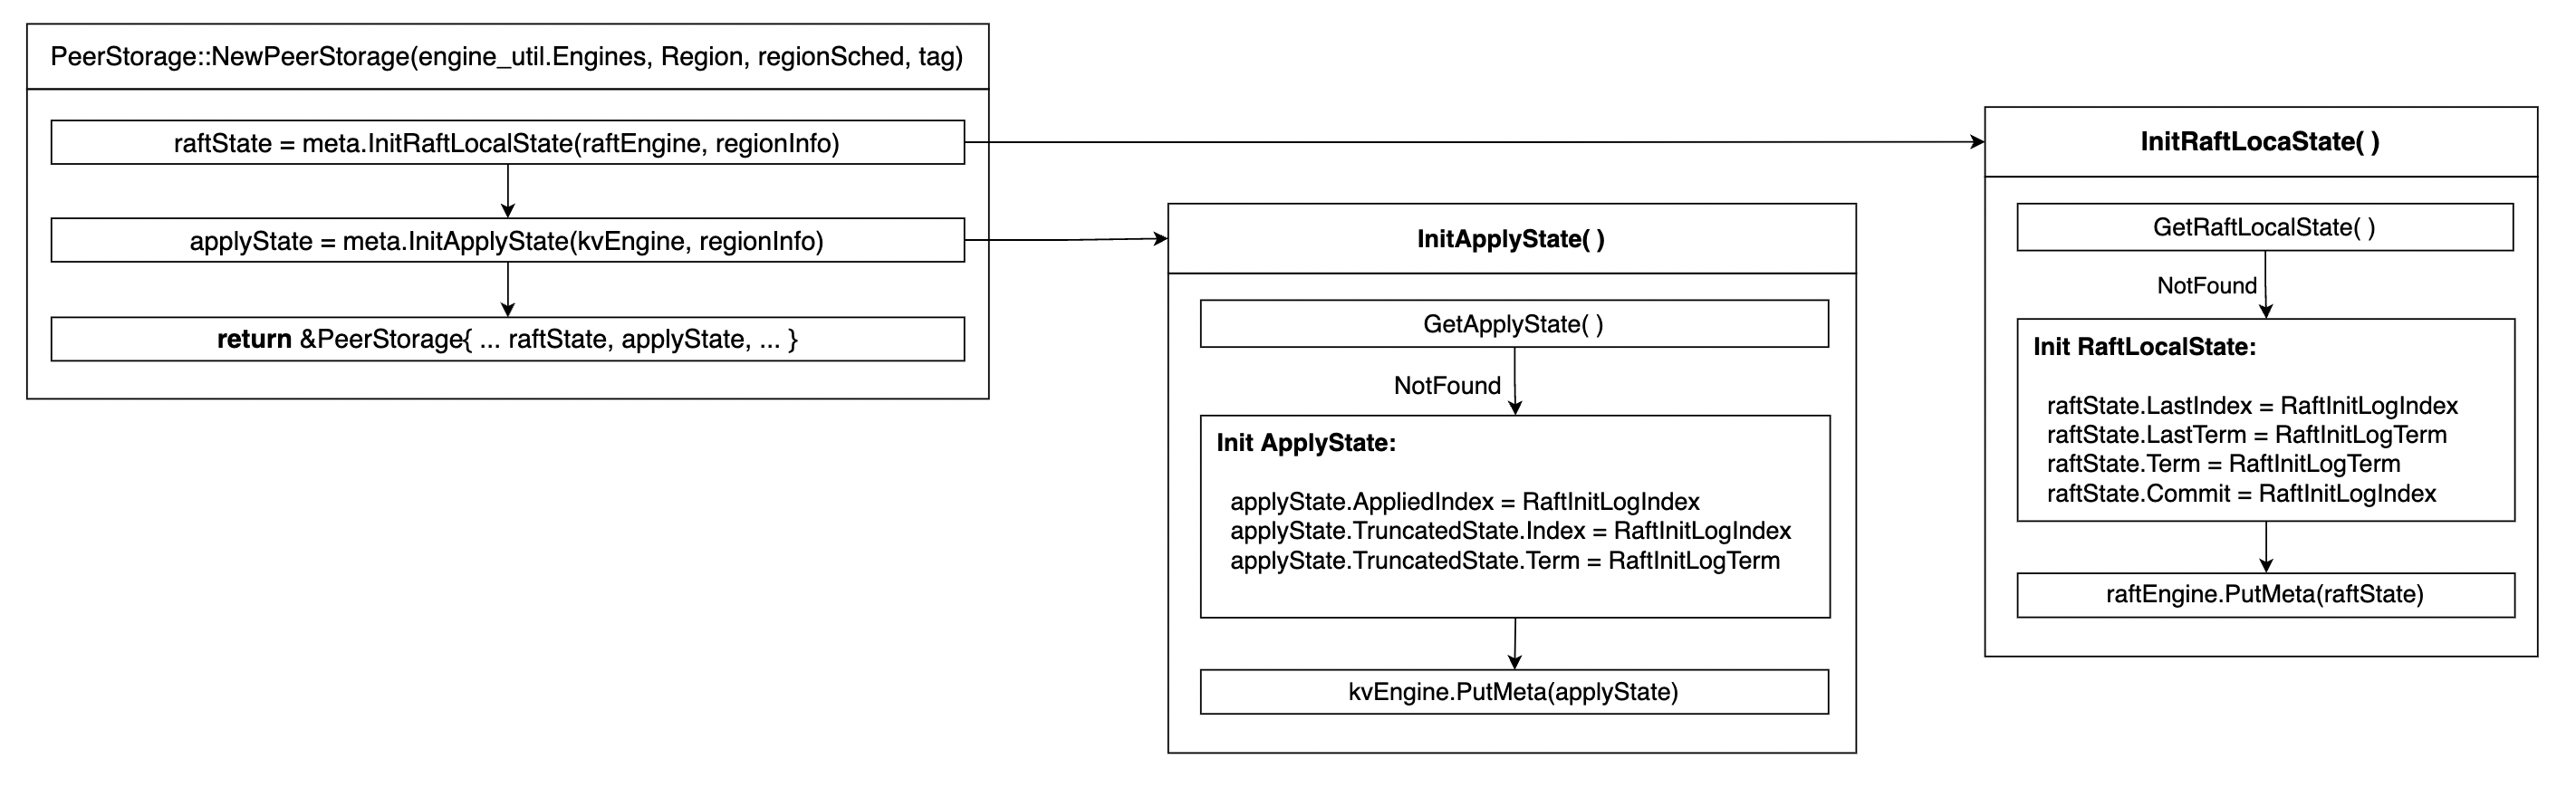 PeerStorage::NewPeerStorage(engine_util.Engines, Region, regionSched, tag)
raftState = meta.InitRaftLocalState(raftEngine, regionInfo)
applyState = meta.InitApplyState(kvEngine, regionInfo)
return &PeerStorage{ ... raftState, applyState, ... }
InitApplyState( )
GetApplyState( )
NotFound
Init ApplyState:
applyState.AppliedIndex = RaftInitLogIndex
applyState.TruncatedState.Index = RaftInitLogIndex
applyState.TruncatedState.Term = RaftInitLogTerm
kvEngine.PutMeta(applyState)
InitRaftLocaState( )
GetRaftLocalState( )
NotFound
Init RaftLocalState:
raftState.LastIndex = RaftInitLogIndex
raftState.LastTerm = RaftInitLogTerm
raftState.Term = RaftInitLogTerm
raftState.Commit = RaftInitLogIndex
raftEngine.PutMeta(raftState)